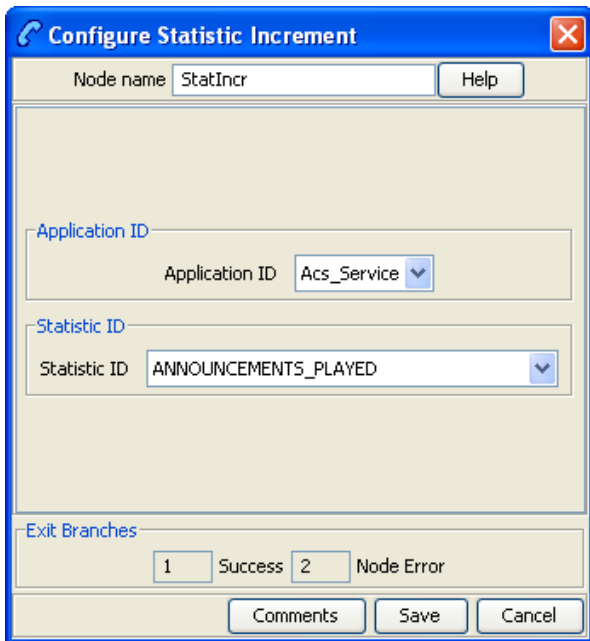 Configure Statistic Increment
Node name StatIncr Help
Application ID
Application ID Acs_Service
Statistic ID
Statistic ID ANNOUNCEMENTS_PLAYED
Exit Branches
1 Success 2 Node Error
Comments Save Cancel